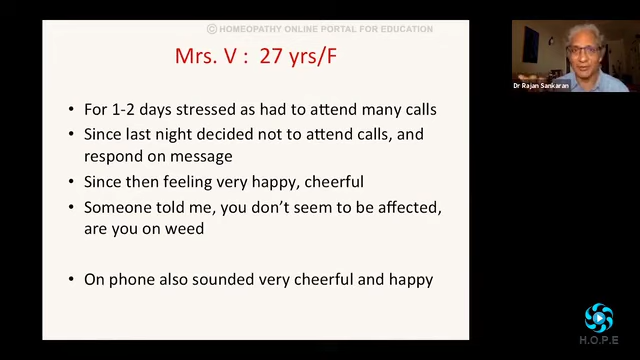 © HOMEOPATHY ONLINE PORTAL FOR EDUCATION
Mrs. V : 27 yrs/F
• For 1-2 days stressed as had to attend many calls
• Since last night decided not to attend calls, and
respond on message
• Since then feeling very happy, cheerful
• Someone told me, you don't seem to be affected,
are you on weed
• On phone also sounded very cheerful and happy
Dr Rajan Sankaran
H.O.P.E